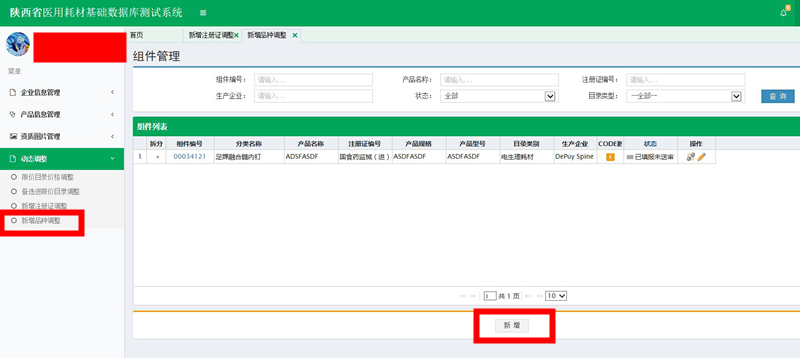 陕西省医用耗材基础数据库测试系统
菜单
企业信息管理
产品信息管理
资质图片管理
动态调整
限价目录价格调整
备选进限价目录调整
新增注册证调整
新增品种调整
首页 新增注册证调整 新增品种调整
组件管理
组件编号: 请输入... 产品名称: 请输入... 注册证编号: 请输入...
生产企业: 请输入... 状态: 全部 目录类型: --全部-- 查 询
组件列表
拆分 组件编号 分类名称 产品名称 注册证编号 产品规格 产品型号 目录类别 生产企业 CODE更 状态 操作
1 + 00034121 足踝融合髓内钉 ADSFASDF 国食药监械（进） ASDFASDF ASDFASDF 电生理耗材 DePuy Spine 已填报未送审
1 共 1 页 10
新 增